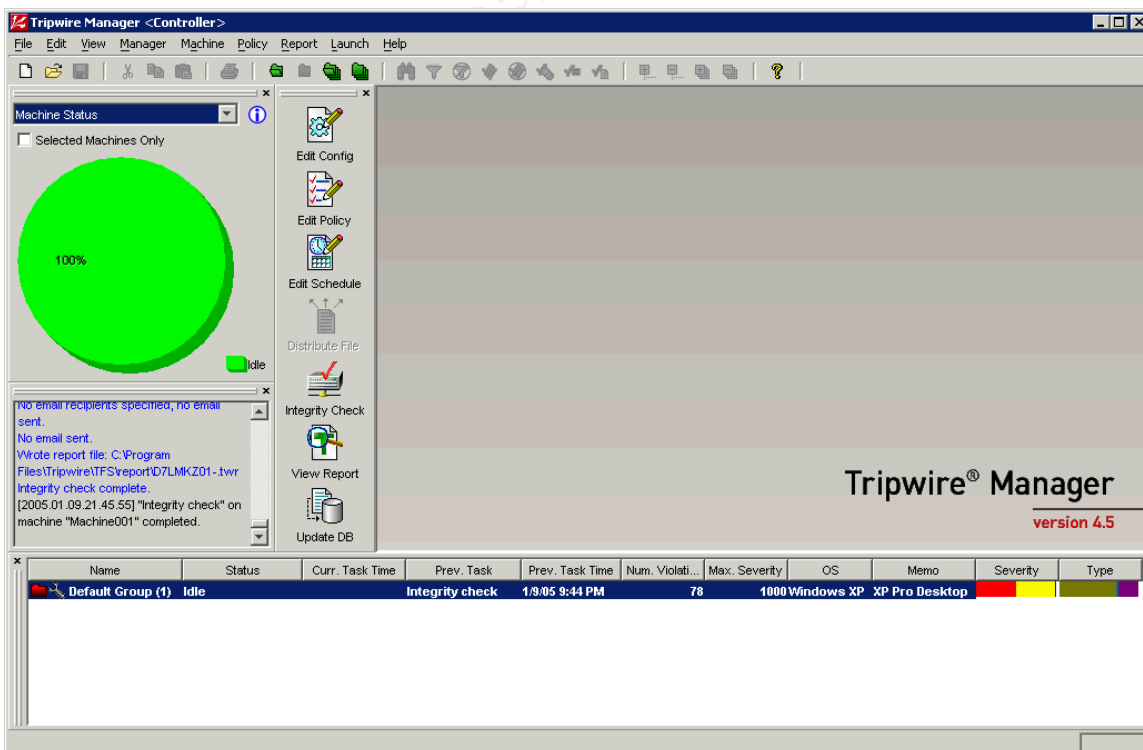 Tripwire Manager <Controller>
File Edit View Manager Machine Policy Report Launch Help
Machine Status
Selected Machines Only
100%
Idle
No email recipients specified, no email
sent.
No email sent.
Wrote report file: C:\Program
Files\Tripwire\TFS\report\D7LMKZ01-.twr
Integrity check complete.
[2005.01.09.21.45.55] "Integrity check" on
machine "Machine001" completed.
Edit Config
Edit Policy
Edit Schedule
Distribute File
Integrity Check
View Report
Update DB
Tripwire® Manager
version 4.5
Name Status Curr. Task Time Prev. Task Prev. Task Time Num. Violati... Max. Severity OS Memo Severity Type
Default Group (1) Idle Integrity check 1/9/05 9:44 PM 78 1000 Windows XP XP Pro Desktop